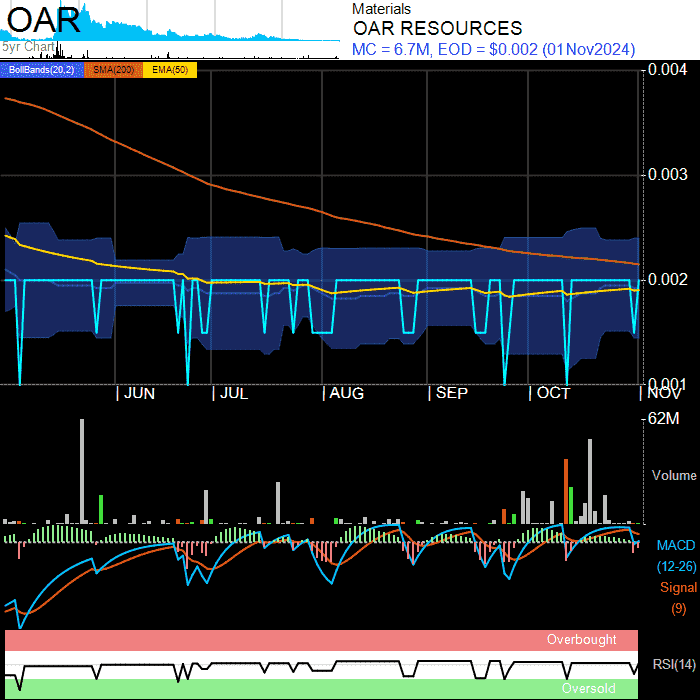 OAR
5yr Chart
Materials
OAR RESOURCES
MC = 6.7M, EOD = $0.002 (01Nov2024)
BollBands(20,2) SMA(200) EMA(50)
0.004
0.003
0.002
0.001
| JUN | JUL | AUG | SEP | OCT | NOV
62M
Volume
MACD
(12-26)
Signal
(9)
Overbought
RSI(14)
Oversold